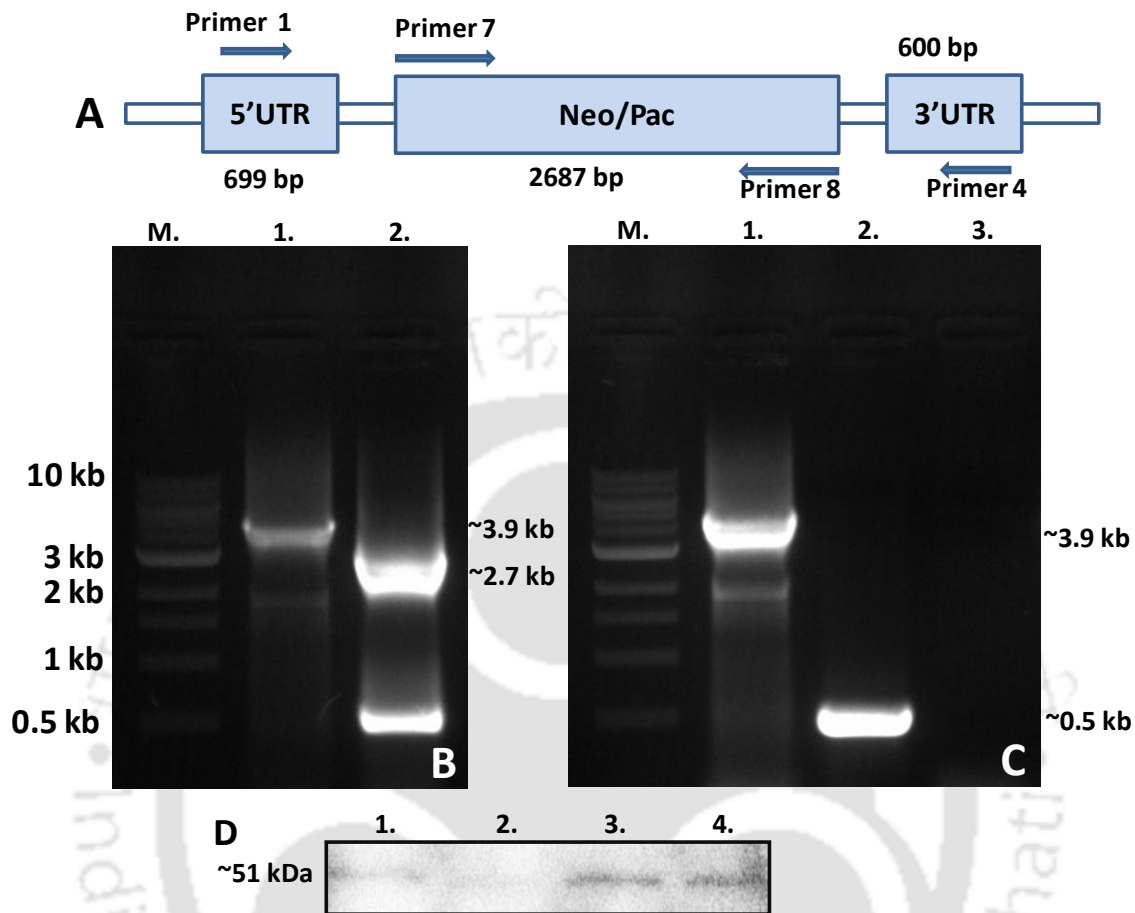 Primer 1
Primer 7
600 bp
A
5'UTR
Neo/Pac
3'UTR
699 bp
2687 bp
Primer 8
Primer 4
M. 1. 2.
M. 1. 2. 3.
10 kb
3 kb
2 kb
1 kb
0.5 kb
~3.9 kb
~2.7 kb
B
~3.9 kb
~0.5 kb
C
D
1. 2. 3. 4.
~51 kDa